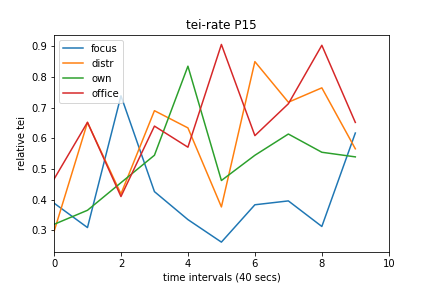 tei-rate P15
focus
distr
own
office
relative tei
0.9
0.8
0.7
0.6
0.5
0.4
0.3
0 2 4 6 8 10
time intervals (40 secs)